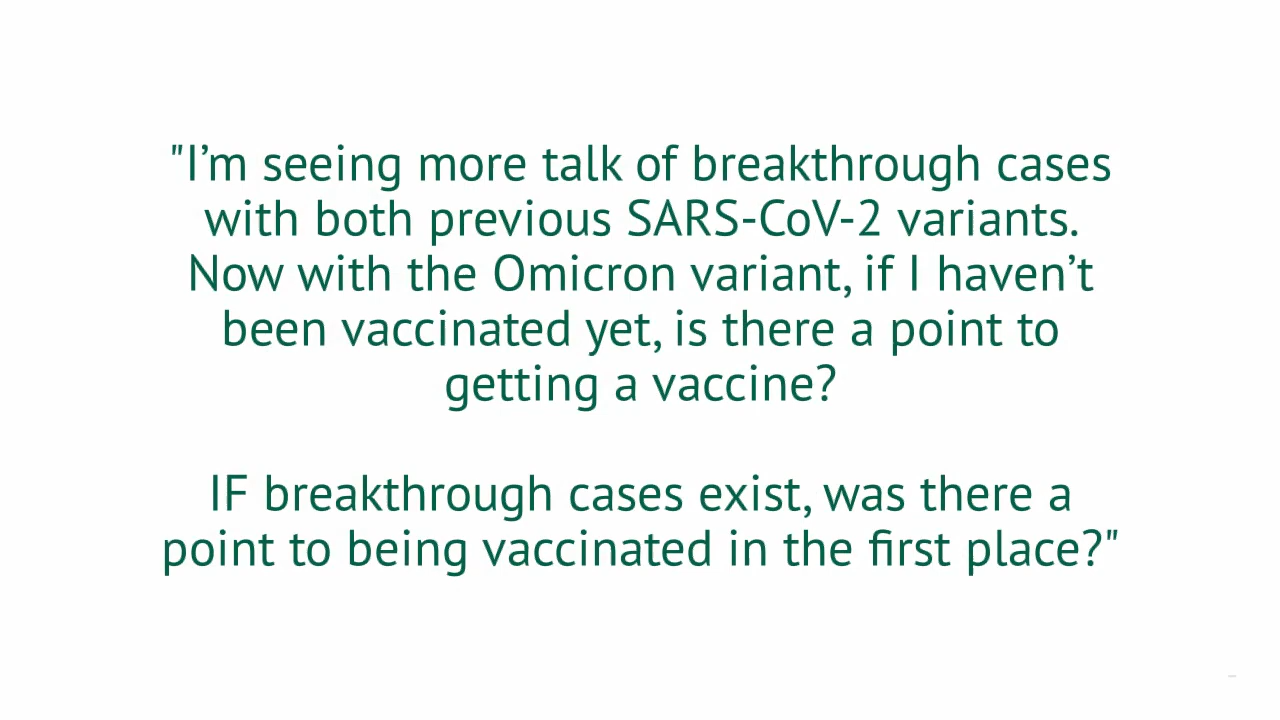 "I’m seeing more talk of breakthrough cases
with both previous SARS-CoV-2 variants.
Now with the Omicron variant, if I haven’t
been vaccinated yet, is there a point to
getting a vaccine?
IF breakthrough cases exist, was there a
point to being vaccinated in the first place?"